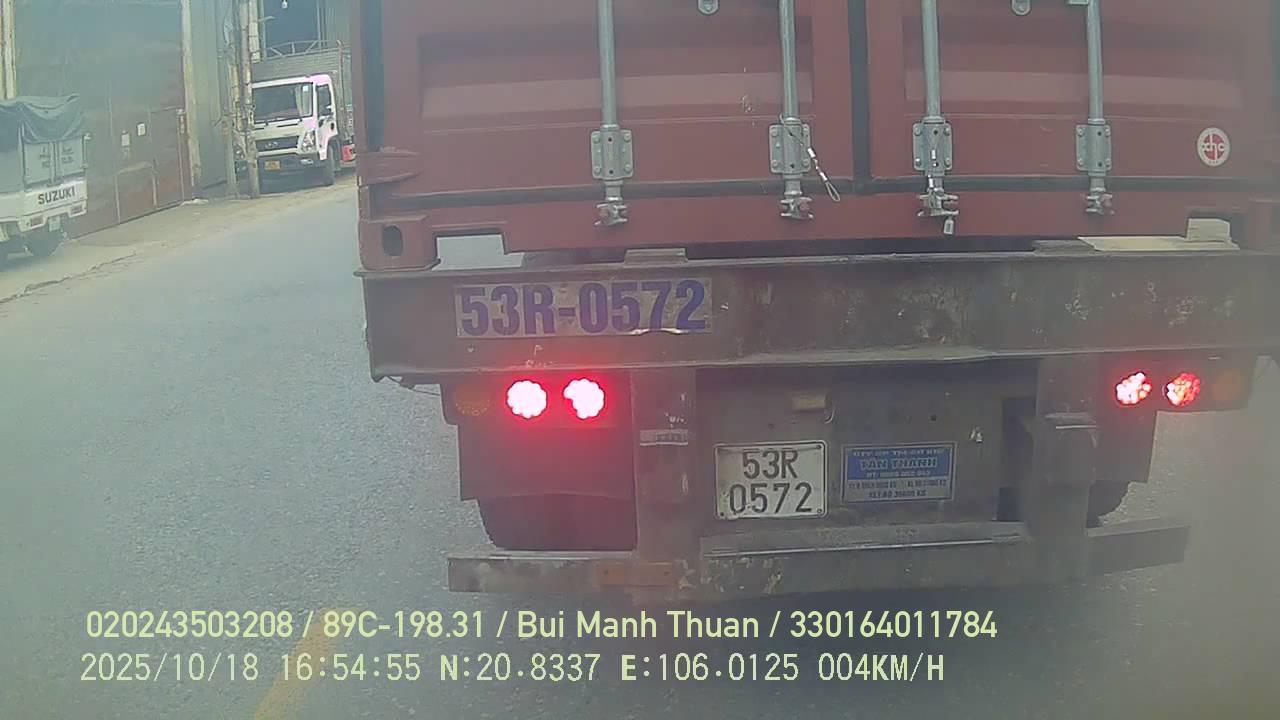 SUZUKI
53R-0572
53R
0572
TÂN THÀNH
020243503208 / 89C-198.31 / Bui Manh Thuan / 330164011784
2025/10/18 16:54:55 N:20.8337 E:106.0125 004KM/H